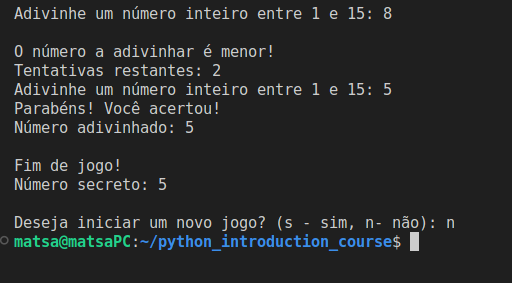 Adivinhe um número inteiro entre 1 e 15: 8
O número a adivinhar é menor!
Tentativas restantes: 2
Adivinhe um número inteiro entre 1 e 15: 5
Parabéns! Você acertou!
Número adivinhado: 5
Fim de jogo!
Número secreto: 5
Deseja iniciar um novo jogo? (s - sim, n- não): n
matsa@matsaPC:~/python_introduction_course$